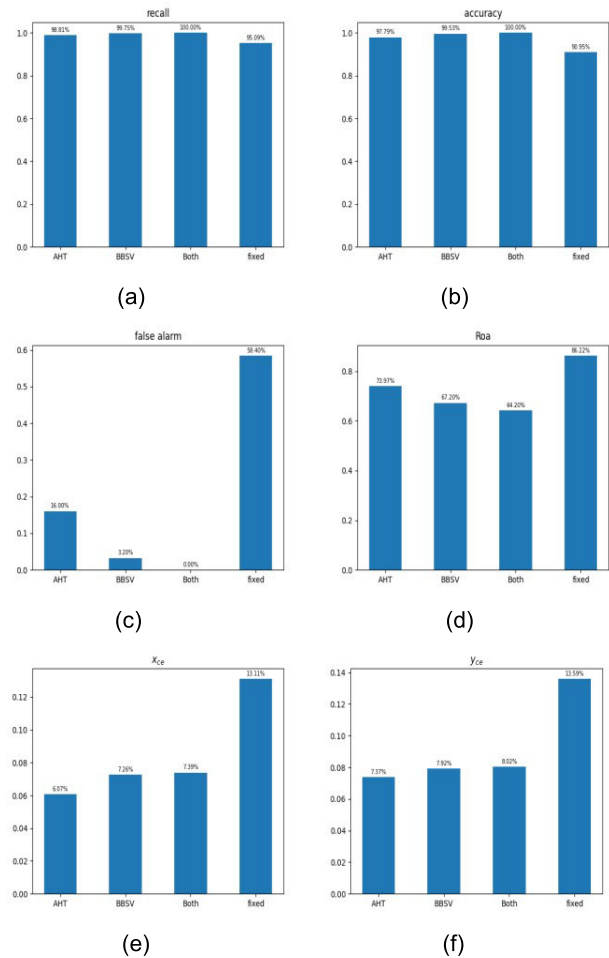 recall
98.81%
99.75%
100.00%
95.09%
1.0
0.8
0.6
0.4
0.2
0.0
AHT
BBSV
Both
fixed
(a)
accuracy
97.79%
99.53%
100.00%
90.95%
1.0
0.8
0.6
0.4
0.2
0.0
AHT
BBSV
Both
fixed
(b)
false alarm
58.40%
16.00%
3.20%
0.00%
0.6
0.5
0.4
0.3
0.2
0.1
0.0
AHT
BBSV
Both
fixed
(c)
Roa
86.22%
73.97%
67.20%
64.20%
0.8
0.6
0.4
0.2
0.0
AHT
BBSV
Both
fixed
(d)
x_ce
13.11%
6.07%
7.26%
7.39%
0.12
0.10
0.08
0.06
0.04
0.02
0.00
AHT
BBSV
Both
fixed
(e)
y_ce
13.59%
7.37%
7.92%
8.02%
0.14
0.12
0.10
0.08
0.06
0.04
0.02
0.00
AHT
BBSV
Both
fixed
(f)